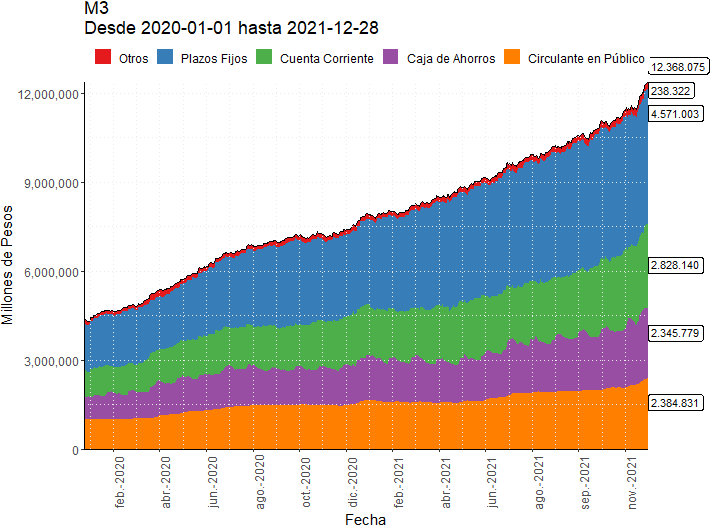 M3
Desde 2020-01-01 hasta 2021-12-28
Otros Plazos Fijos Cuenta Corriente Caja de Ahorros Circulante en Público
12.368.075
238.322
4.571.003
2.828.140
2.345.779
2.384.831
Millones de Pesos
12,000,000
9,000,000
6,000,000
3,000,000
0
feb.-2020
abr.-2020
jun.-2020
ago.-2020
oct.-2020
dic.-2020
feb.-2021
abr.-2021
jun.-2021
ago.-2021
sep.-2021
nov.-2021
Fecha